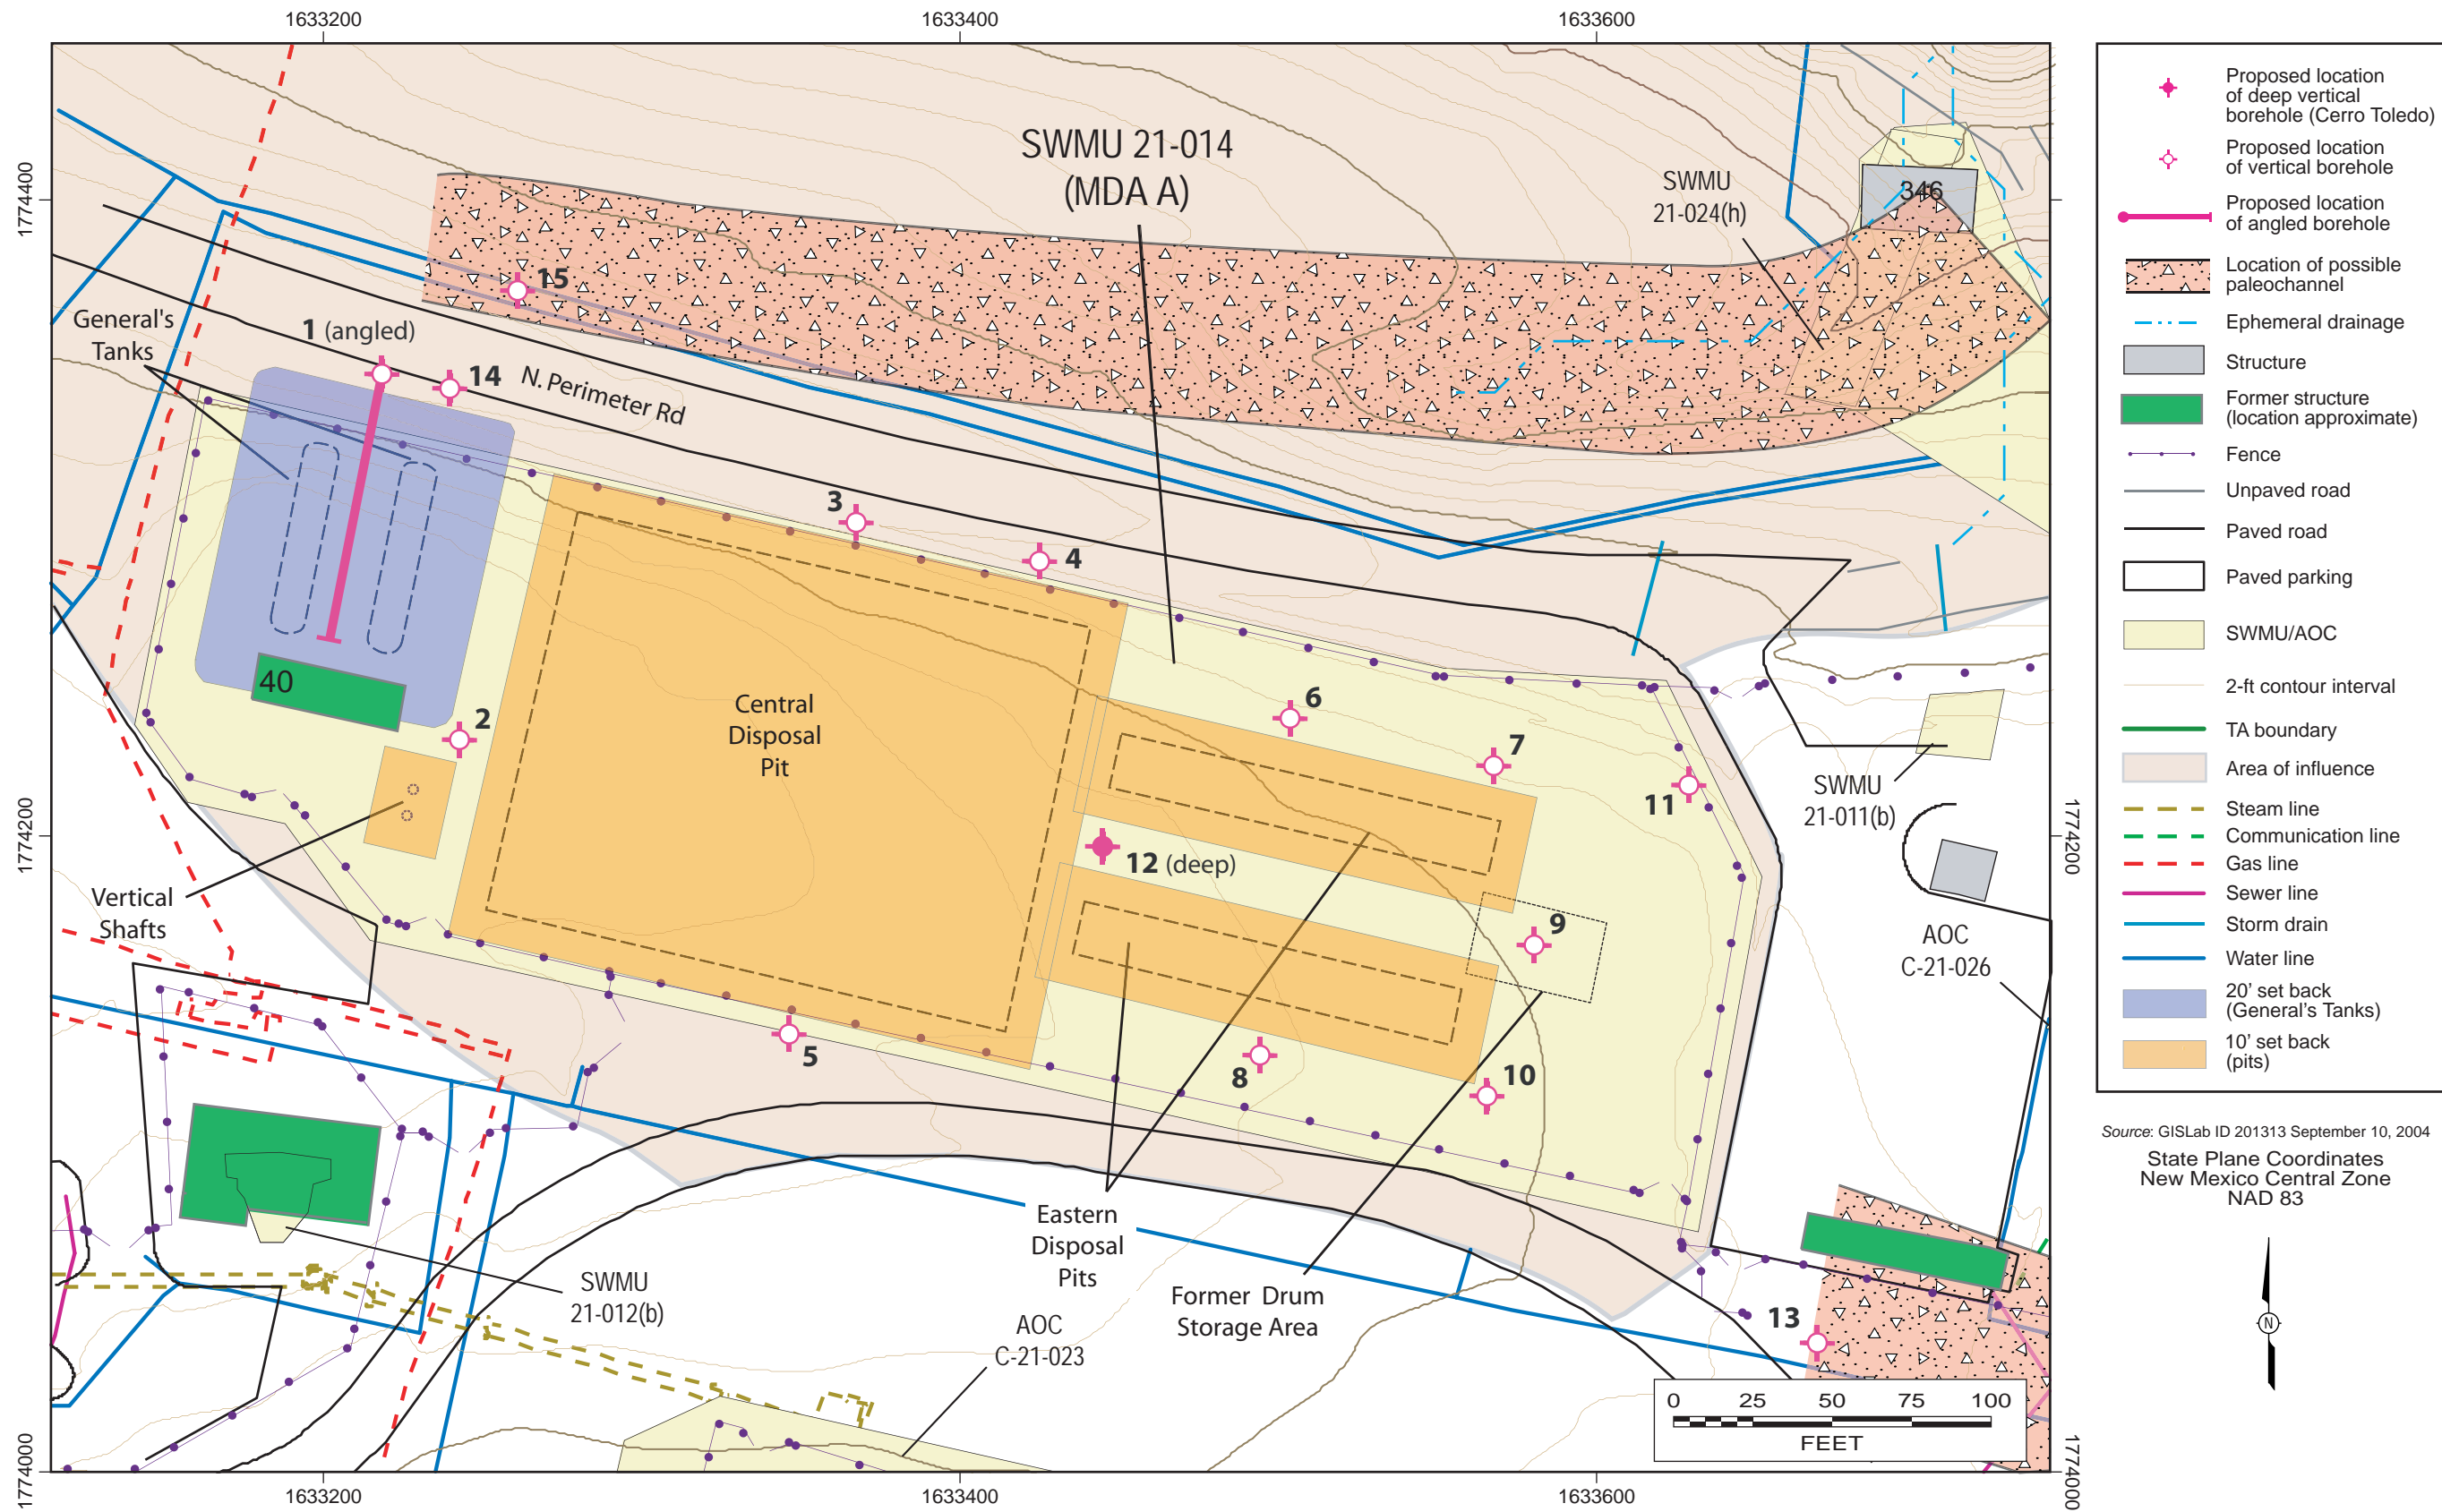 1633200
1633400
1633600
1774400
SWMU 21-014
(MDA A)
SWMU
21-024(h)
346
15
General's
Tanks
1 (angled)
14
N. Perimeter Rd
3
4
40
2
Central
Disposal
Pit
6
7
11
SWMU
21-011(b)
1774200
1774200
12 (deep)
Vertical
Shafts
9
AOC
C-21-026
5
8
10
Eastern
Disposal
Pits
Former Drum
Storage Area
SWMU
21-012(b)
AOC
C-21-023
13
0
25
50
75
100
FEET
1774000
1774000
1633200
1633400
1633600
Proposed location
of deep vertical
borehole (Cerro Toledo)
Proposed location
of vertical borehole
Proposed location
of angled borehole
Location of possible
paleochannel
Ephemeral drainage
Structure
Former structure
(location approximate)
Fence
Unpaved road
Paved road
Paved parking
SWMU/AOC
2-ft contour interval
TA boundary
Area of influence
Steam line
Communication line
Gas line
Sewer line
Storm drain
Water line
20' set back
(General's Tanks)
10' set back
(pits)
Source: GISLab ID 201313 September 10, 2004
State Plane Coordinates
New Mexico Central Zone
NAD 83
N